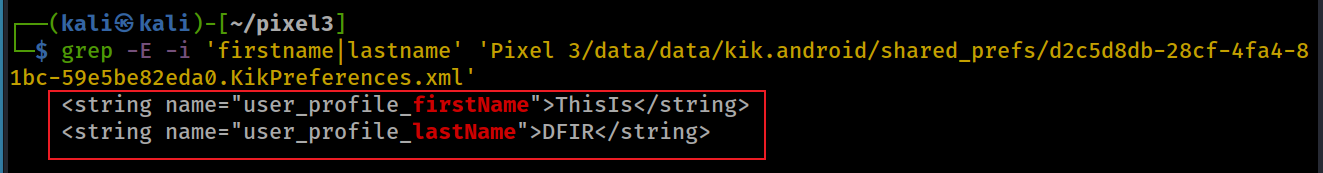 ┌──(kali㉿kali)-[~/pixel3]
└─$ grep -E -i 'firstname|lastname' 'Pixel 3/data/data/kik.android/shared_prefs/d2c5d8db-28cf-4fa4-8
1bc-59e5be82eda0.KikPreferences.xml'
    <string name="user_profile_firstName">ThisIs</string>
    <string name="user_profile_lastName">DFIR</string>